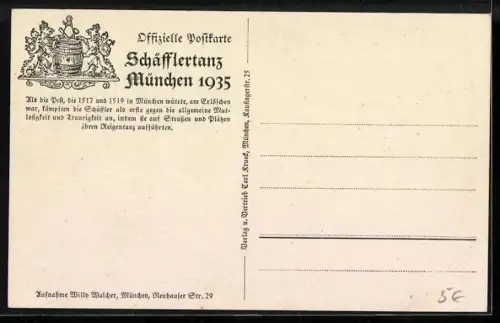 Offizielle Postkarte
Schäfflertanz
München 1935
Als die Pest, die 1517 und 1519 in München wütete, am Erlöschen
war, kämpften die Schäffler als erste gegen die allgemeine Mut-
losigkeit und Traurigkeit an, indem sie auf Straßen und Plätzen
ihren Reigentanz aufführten.
Aufnahme Willy Walcher, München, Neuhauser Str. 29
Verlag u. Vertrieb Carl Krueck, München, Kaufingerstr. 25
5€